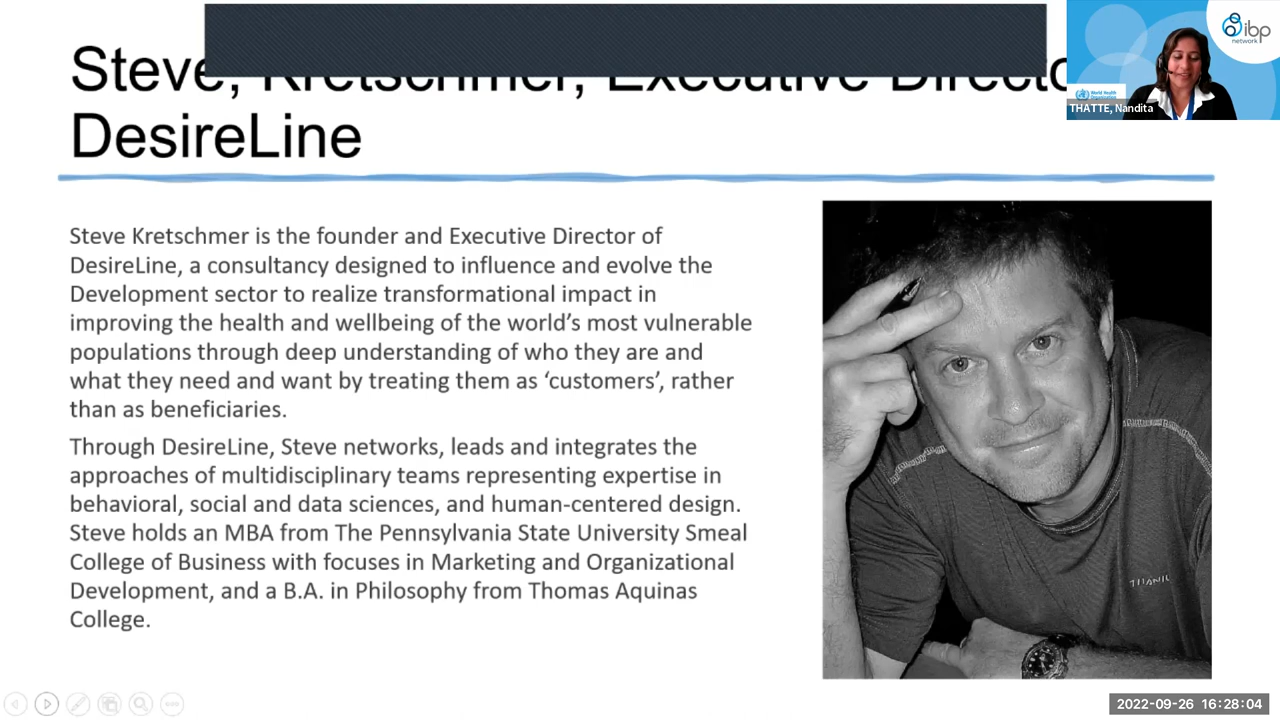 Steve, Kretschmer, Executive Director
DesireLine
Steve Kretschmer is the founder and Executive Director of
DesireLine, a consultancy designed to influence and evolve the
Development sector to realize transformational impact in
improving the health and wellbeing of the world’s most vulnerable
populations through deep understanding of who they are and
what they need and want by treating them as ‘customers’, rather
than as beneficiaries.
Through DesireLine, Steve networks, leads and integrates the
approaches of multidisciplinary teams representing expertise in
behavioral, social and data sciences, and human-centered design.
Steve holds an MBA from The Pennsylvania State University Smeal
College of Business with focuses in Marketing and Organizational
Development, and a B.A. in Philosophy from Thomas Aquinas
College.
ibp
network
World Health
Organization
THATTE, Nandita
TITANIC
2022-09-26 16:28:04